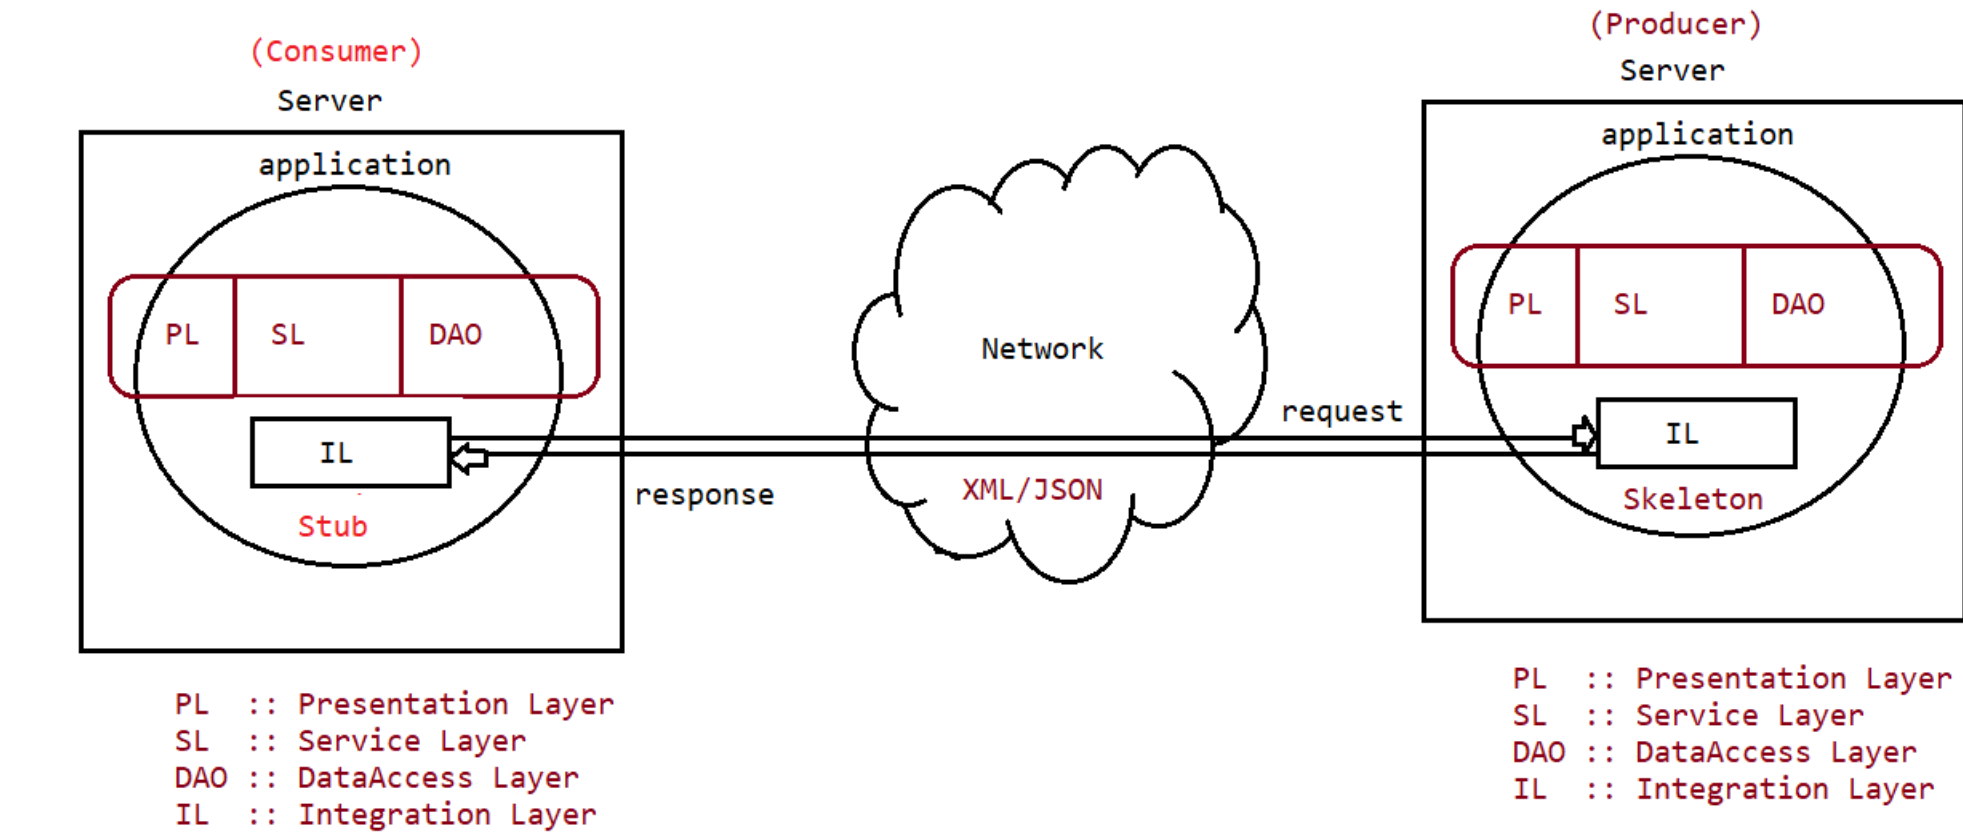 (Consumer)
Server
application
PL SL DAO
IL
Stub
response
PL :: Presentation Layer
SL :: Service Layer
DAO :: DataAccess Layer
IL :: Integration Layer
Network
XML/JSON
request
(Producer)
Server
application
PL SL DAO
IL
Skeleton
PL :: Presentation Layer
SL :: Service Layer
DAO :: DataAccess Layer
IL :: Integration Layer